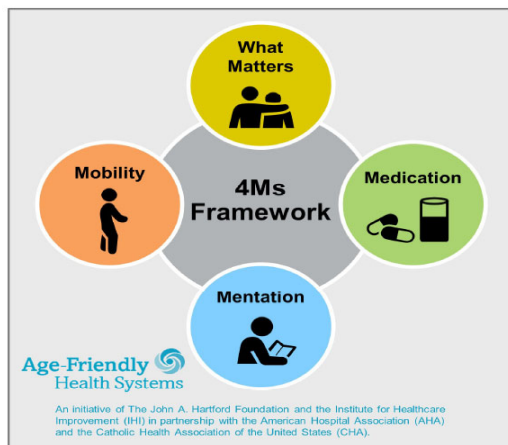 What
Matters
Mobility
4Ms
Framework
Medication
Mentation
Age-Friendly
Health Systems
An initiative of The John A. Hartford Foundation and the Institute for Healthcare
Improvement (IHI) in partnership with the American Hospital Association (AHA)
and the Catholic Health Association of the United States (CHA).